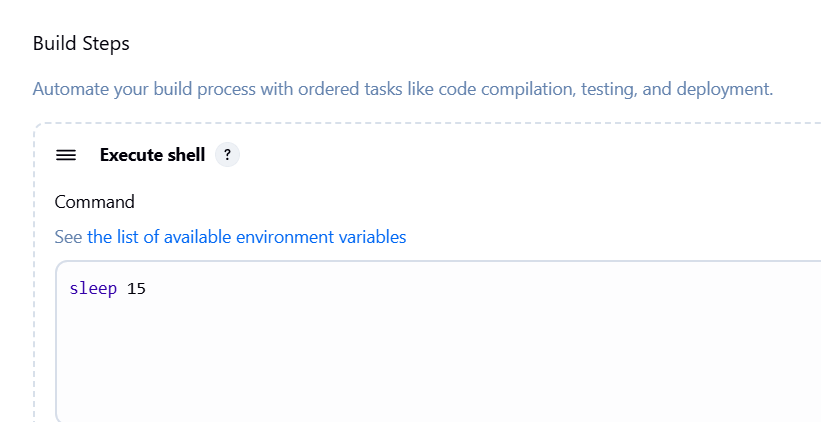 Build Steps
Automate your build process with ordered tasks like code compilation, testing, and deployment.
Execute shell ?
Command
See the list of available environment variables
sleep 15